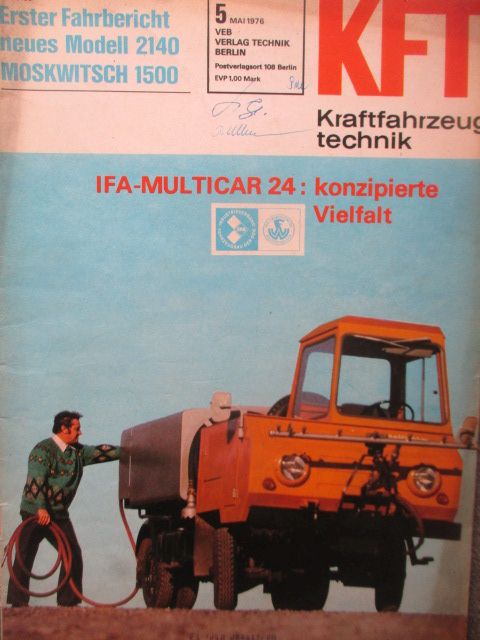 Erster Fahrbericht
neues Modell 2140
MOSKWITSCH 1500
5 MAI 1976
VEB
VERLAG TECHNIK
BERLIN
Postverlagsort 108 Berlin
EVP 1,00 Mark
KFT
Kraftfahrzeug
technik
IFA-MULTICAR 24: konzipierte
Vielfalt